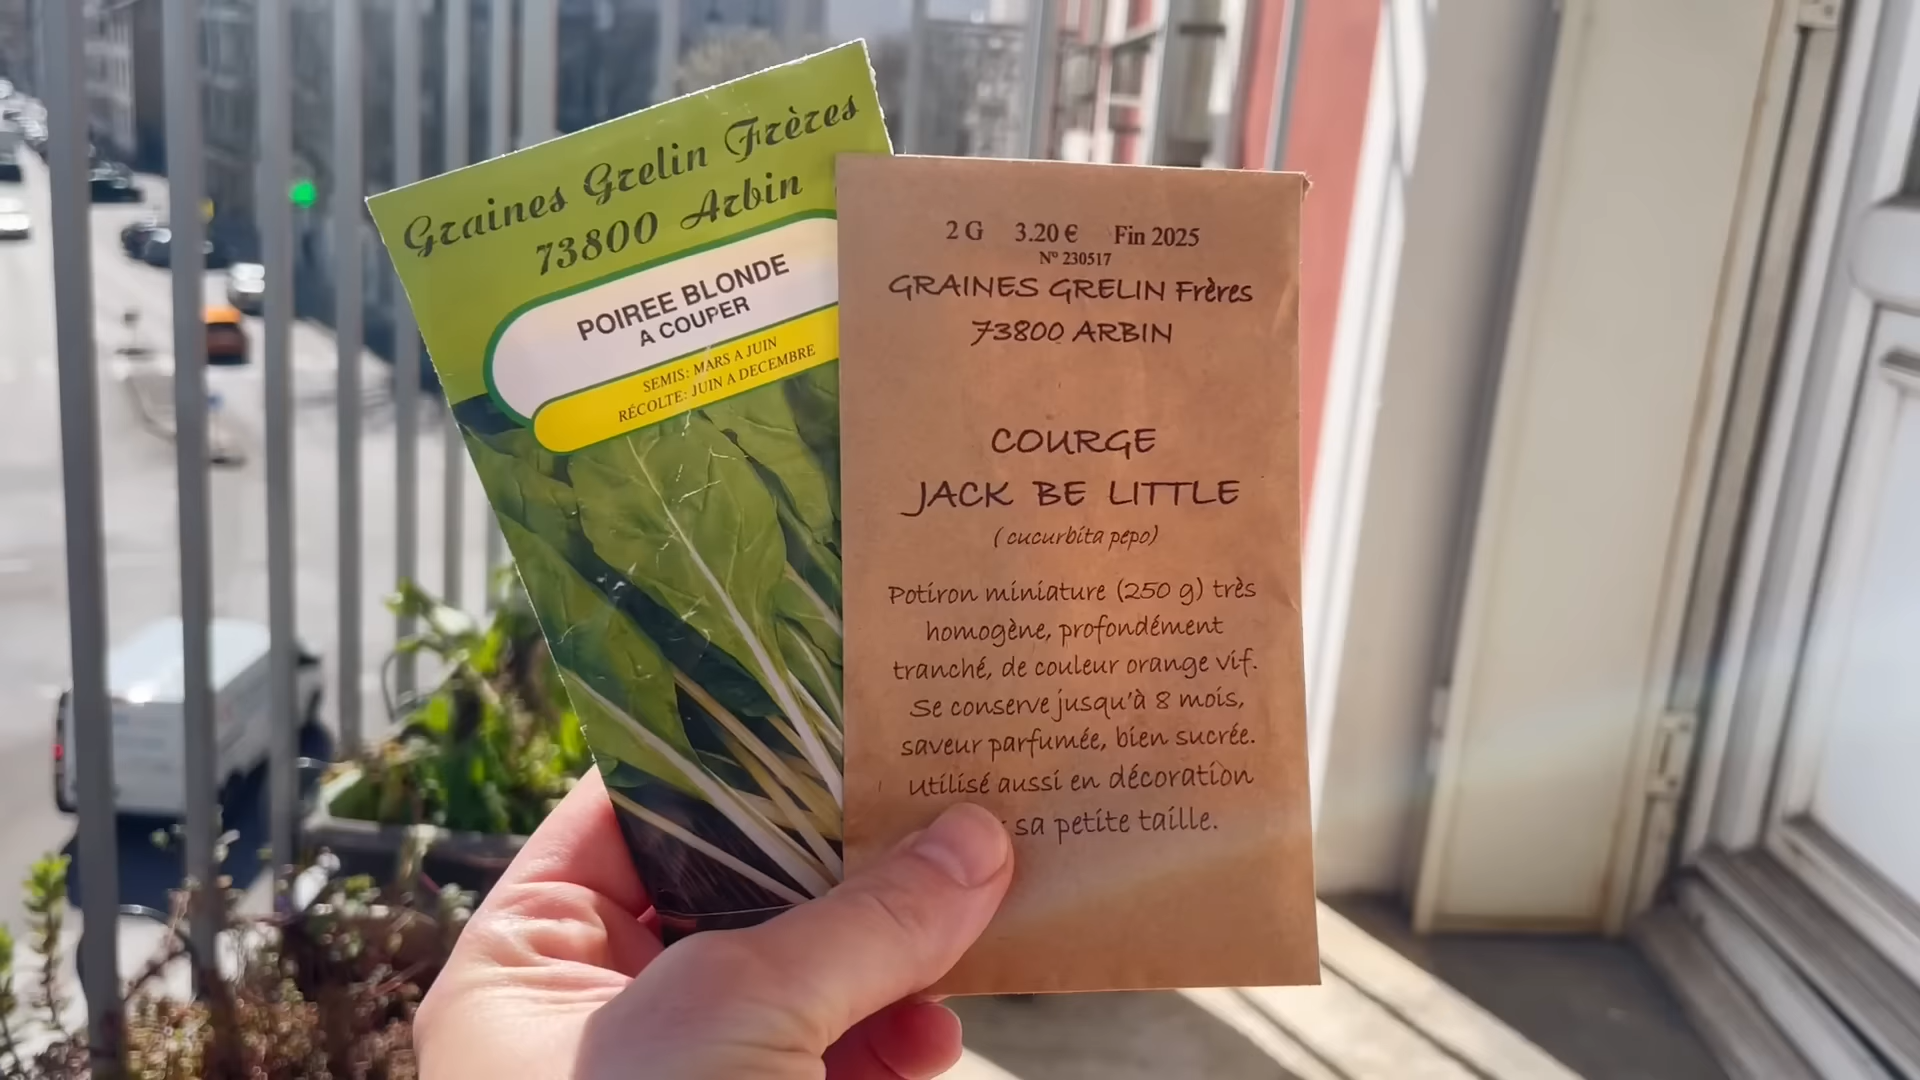 Graines Grelin Frères
73800 Arbin
POIREE BLONDE
A COUPER
SEMIS: MARS A JUIN
RÉCOLTE: JUIN A DECEMBRE
2 G 3.20 € Fin 2025
N° 230517
GRAINES GRELIN Frères
73800 ARBIN
COURGE
JACK BE LITTLE
(cucurbita pepo)
Potiron miniature (250 g) très
homogène, profondément
tranché, de couleur orange vif.
Se conserve jusqu'à 8 mois,
saveur parfumée, bien sucrée.
Utilisé aussi en décoration
sa petite taille.